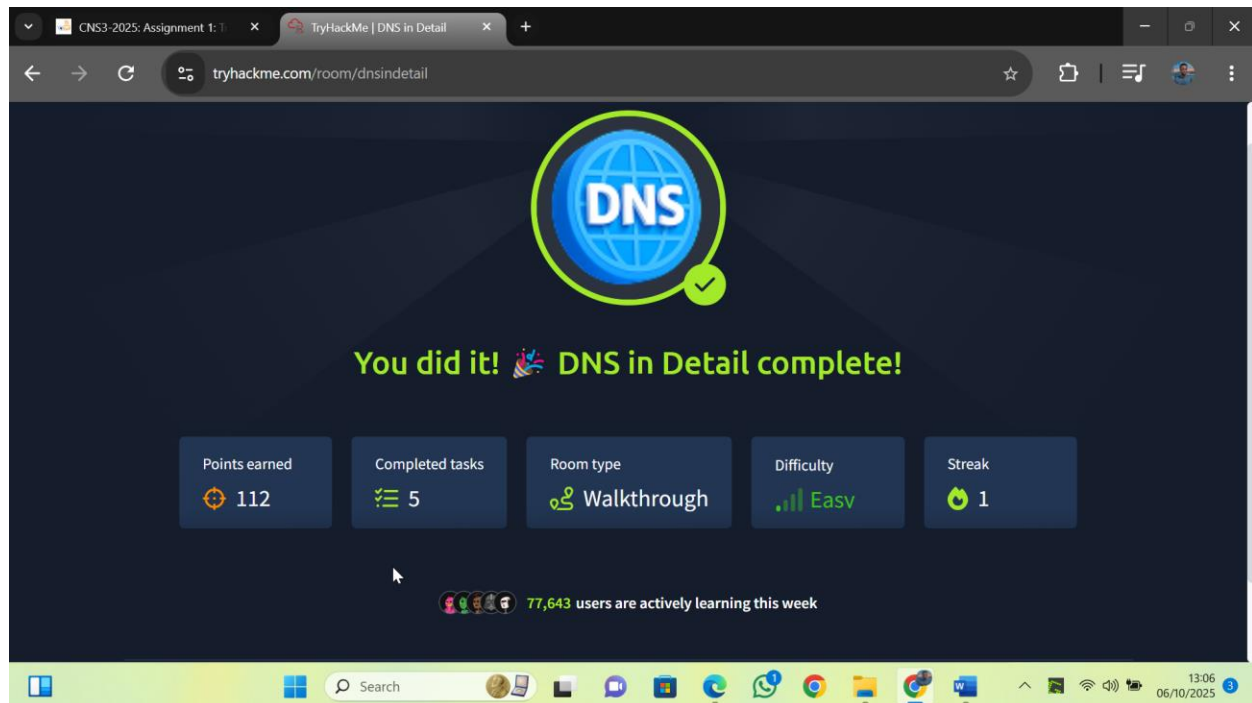 CNS3-2025: Assignment 1: T
TryHackMe | DNS in Detail
tryhackme.com/room/dnsindetail
DNS
You did it! 🎉 DNS in Detail complete!
Points earned
112
Completed tasks
5
Room type
Walkthrough
Difficulty
Easy
Streak
1
77,643 users are actively learning this week
Search
1
W
13:06
06/10/2025
3